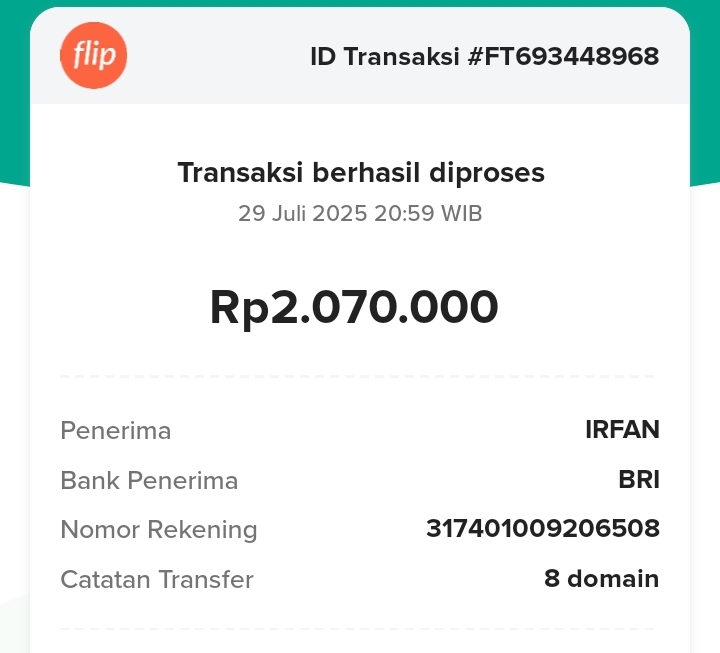 flip
ID Transaksi #FT693448968
Transaksi berhasil diproses
29 Juli 2025 20:59 WIB
Rp2.070.000
Penerima IRFAN
Bank Penerima BRI
Nomor Rekening 317401009206508
Catatan Transfer 8 domain